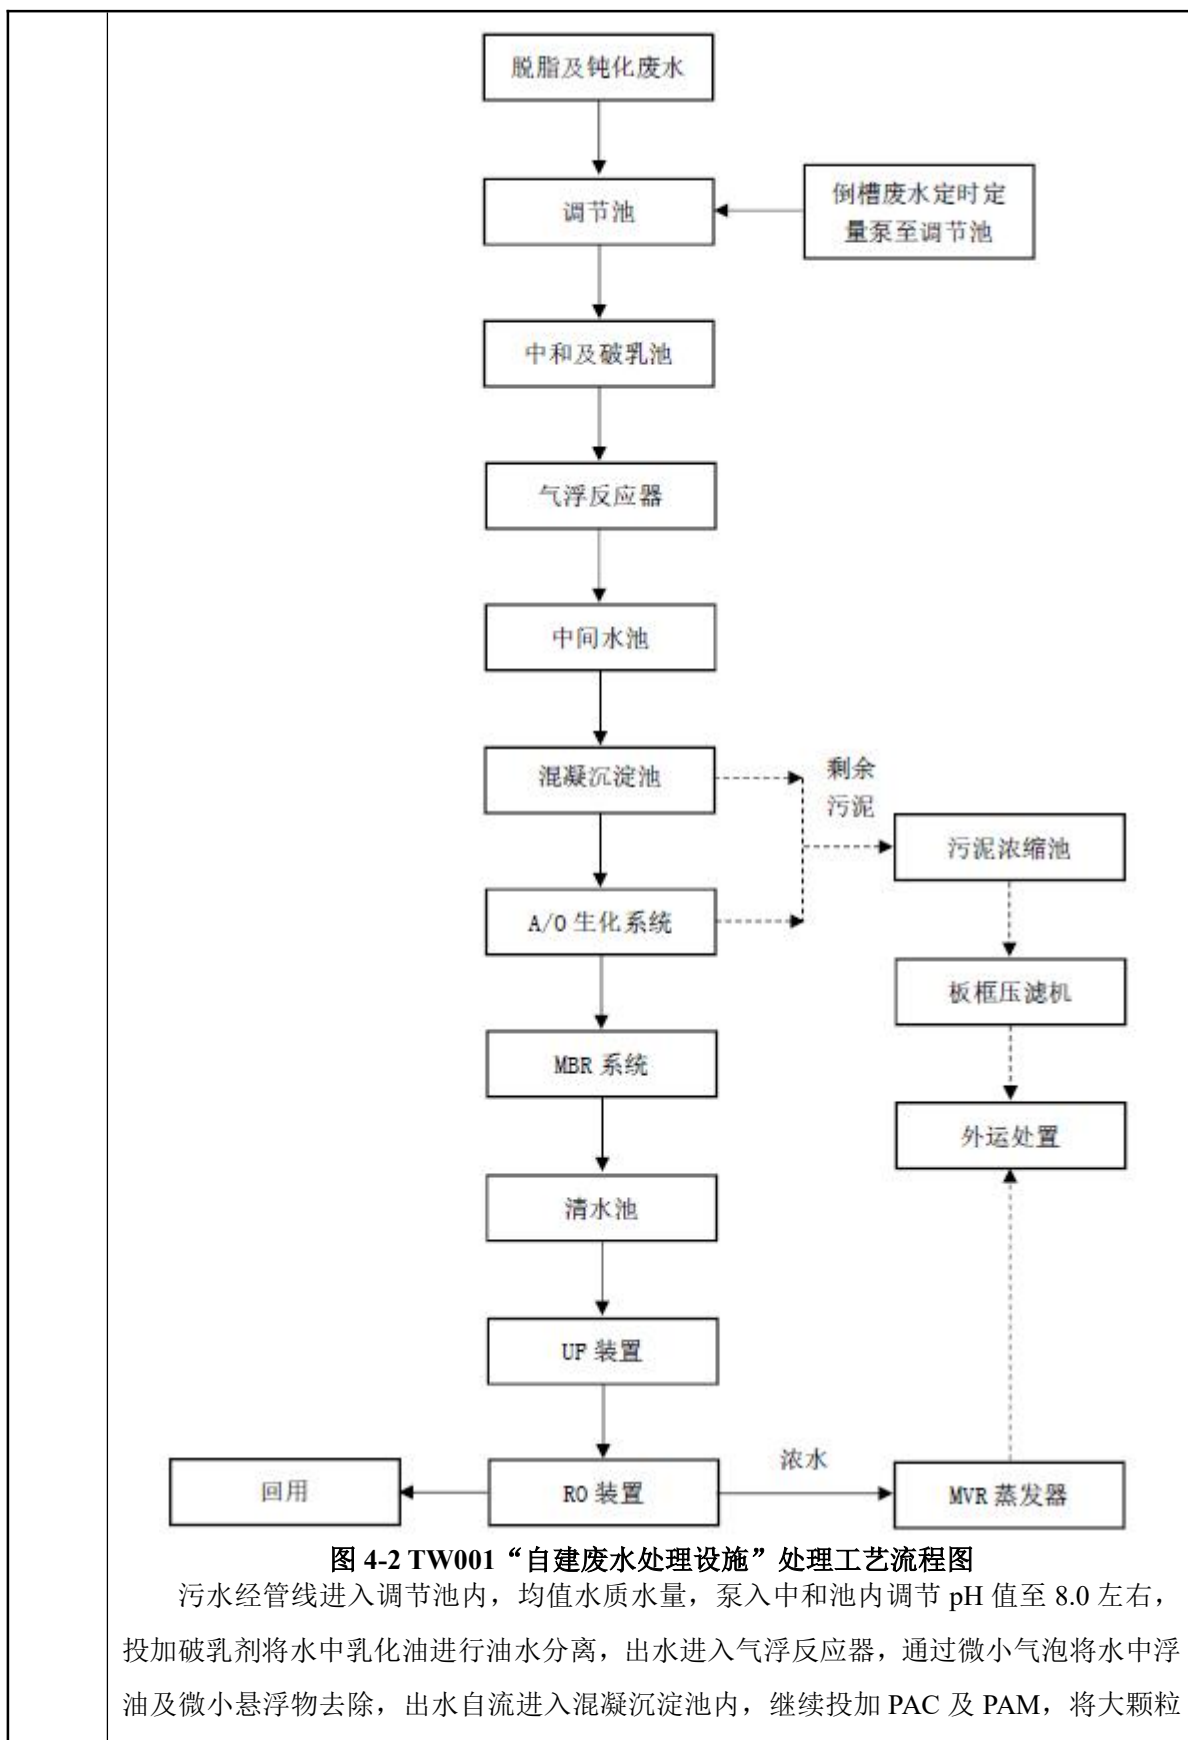 脱脂及钝化废水
调节池
倒槽废水定时定
量泵至调节池
中和及破乳池
气浮反应器
中间水池
混凝沉淀池
剩余
污泥
污泥浓缩池
A/O 生化系统
板框压滤机
MBR 系统
外运处置
清水池
UF 装置
回用
RO 装置
浓水
MVR 蒸发器
图 4-2 TW001“自建废水处理设施”处理工艺流程图
污水经管线进入调节池内，均值水质水量，泵入中和池内调节 pH 值至 8.0 左右，
投加破乳剂将水中乳化油进行油水分离，出水进入气浮反应器，通过微小气泡将水中浮
油及微小悬浮物去除，出水自流进入混凝沉淀池内，继续投加 PAC 及 PAM，将大颗粒